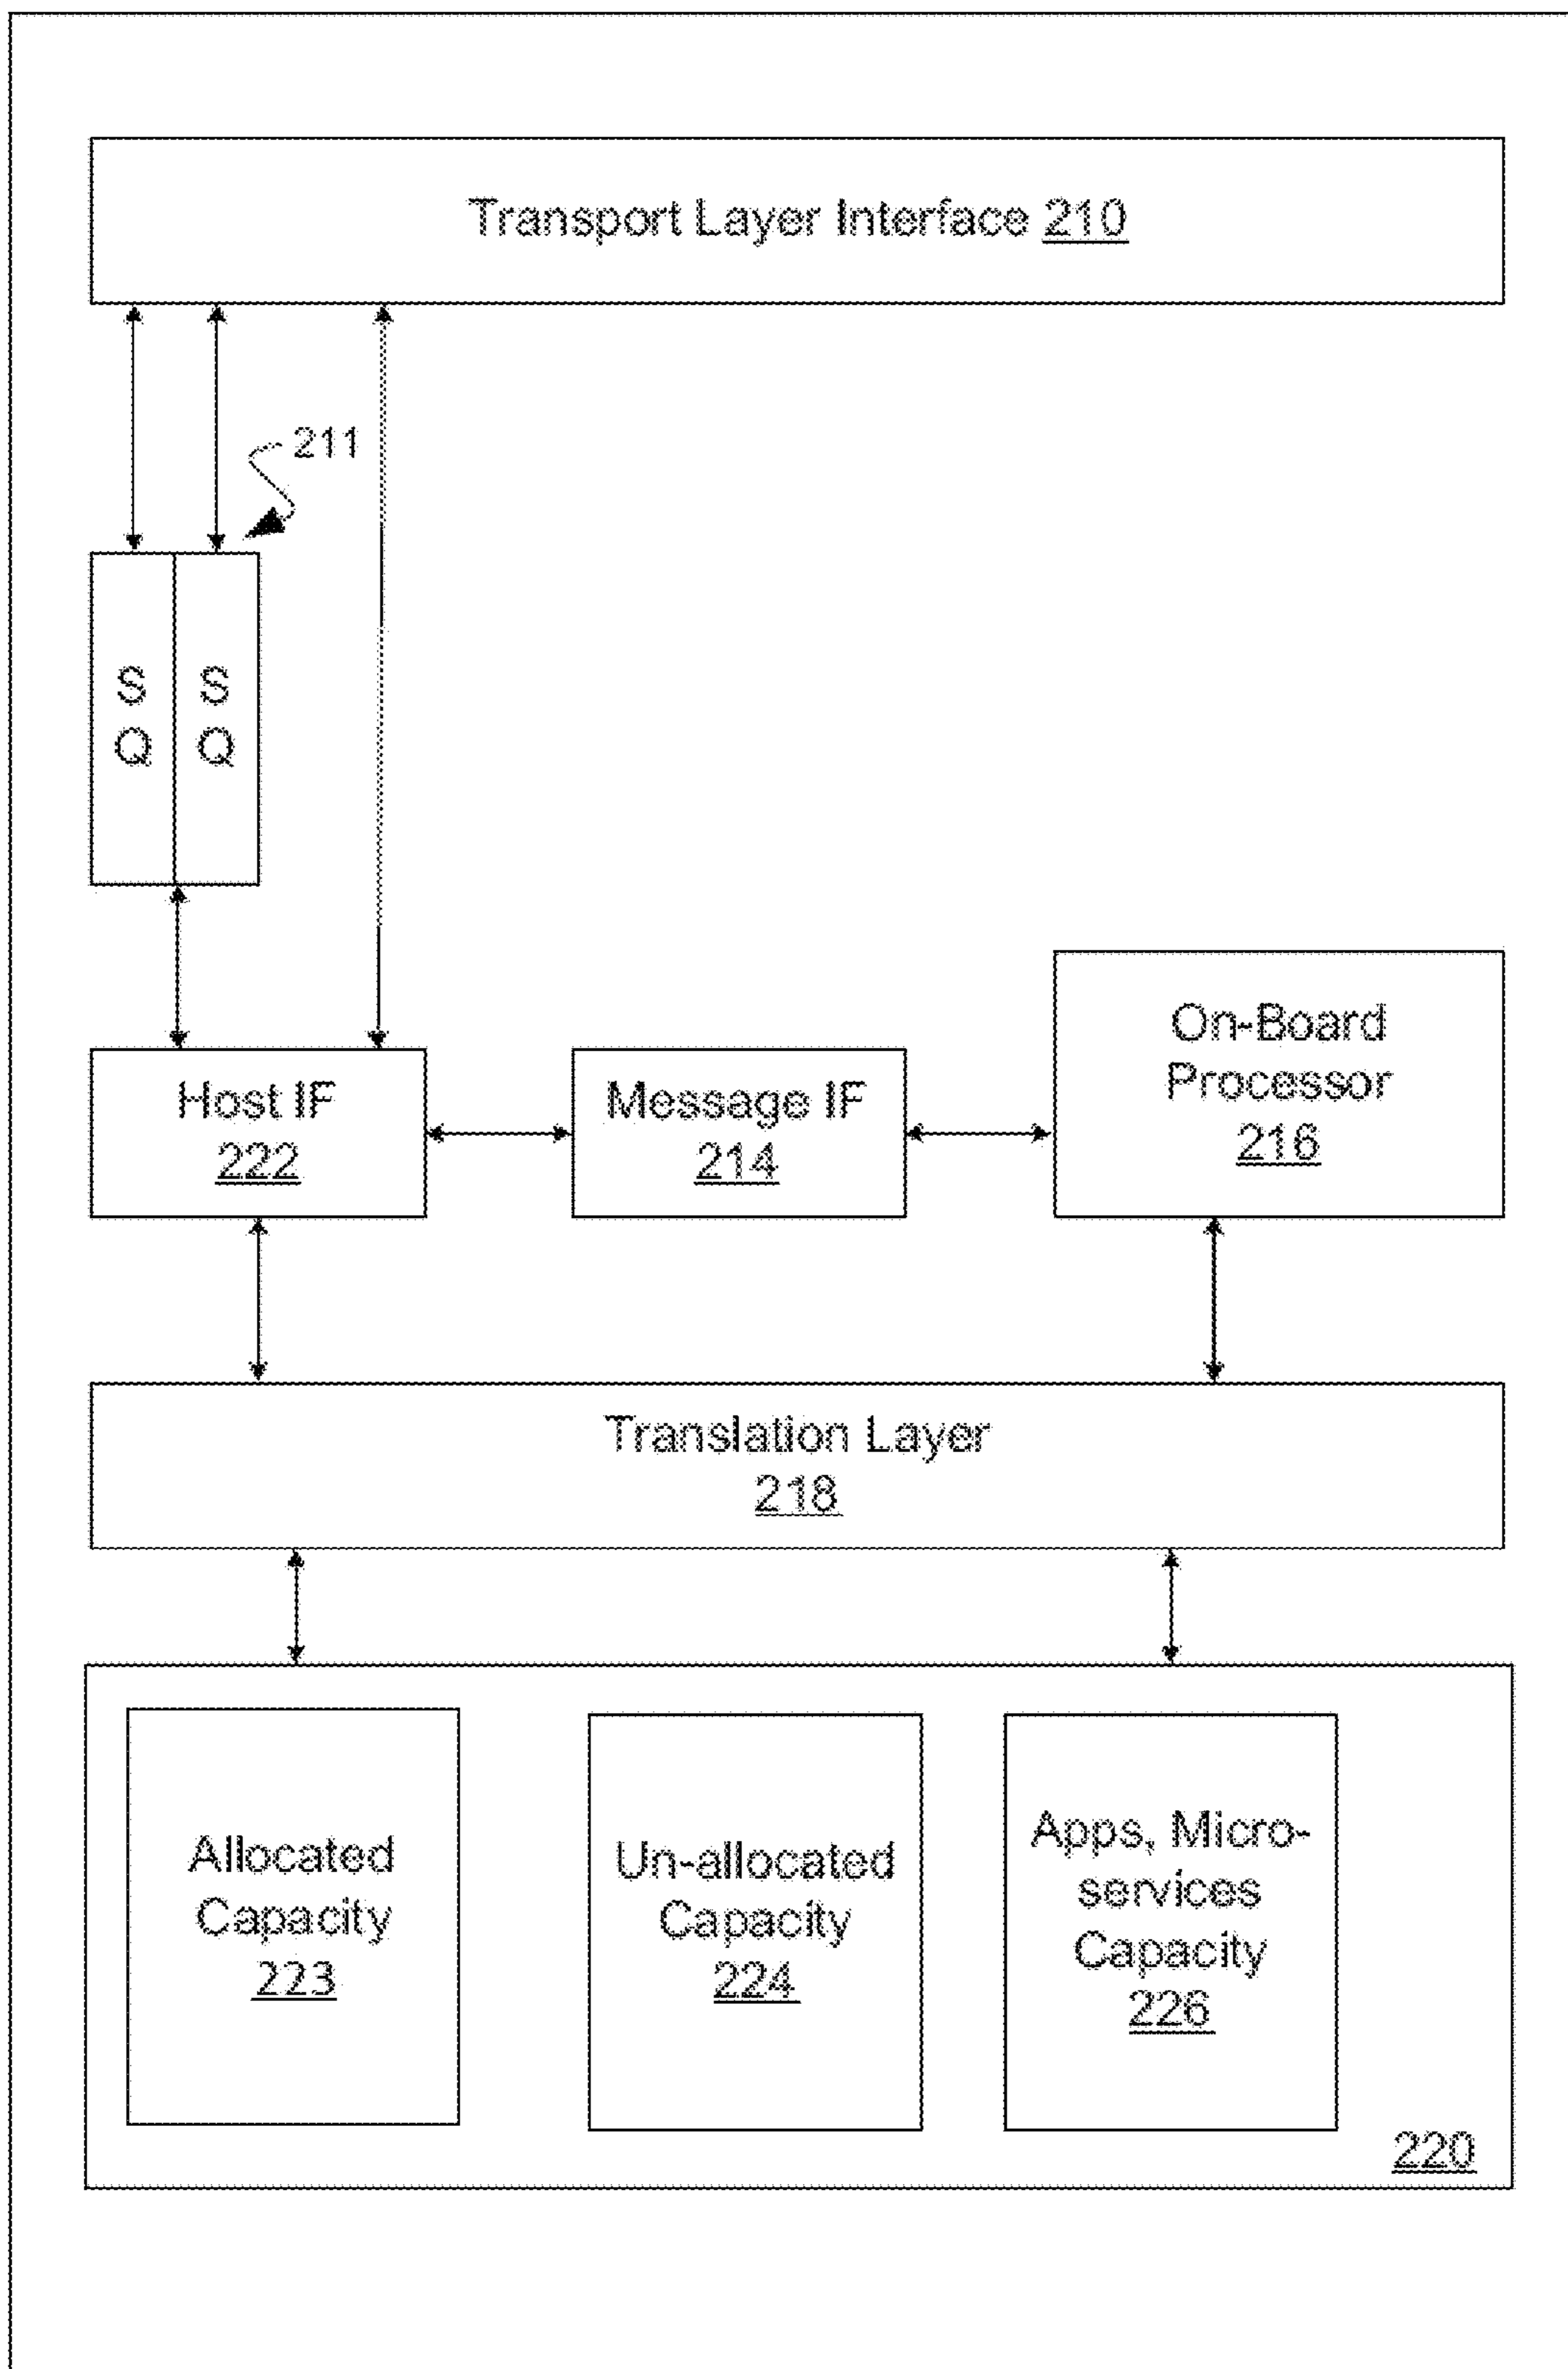 Transport Layer Interface 210
211
S
Q
S
Q
Host IF
222
Message IF
214
On-Board
Processor
216
Translation Layer
218
Allocated
Capacity
223
Un-allocated
Capacity
224
Apps, Micro-
services
Capacity
226
220